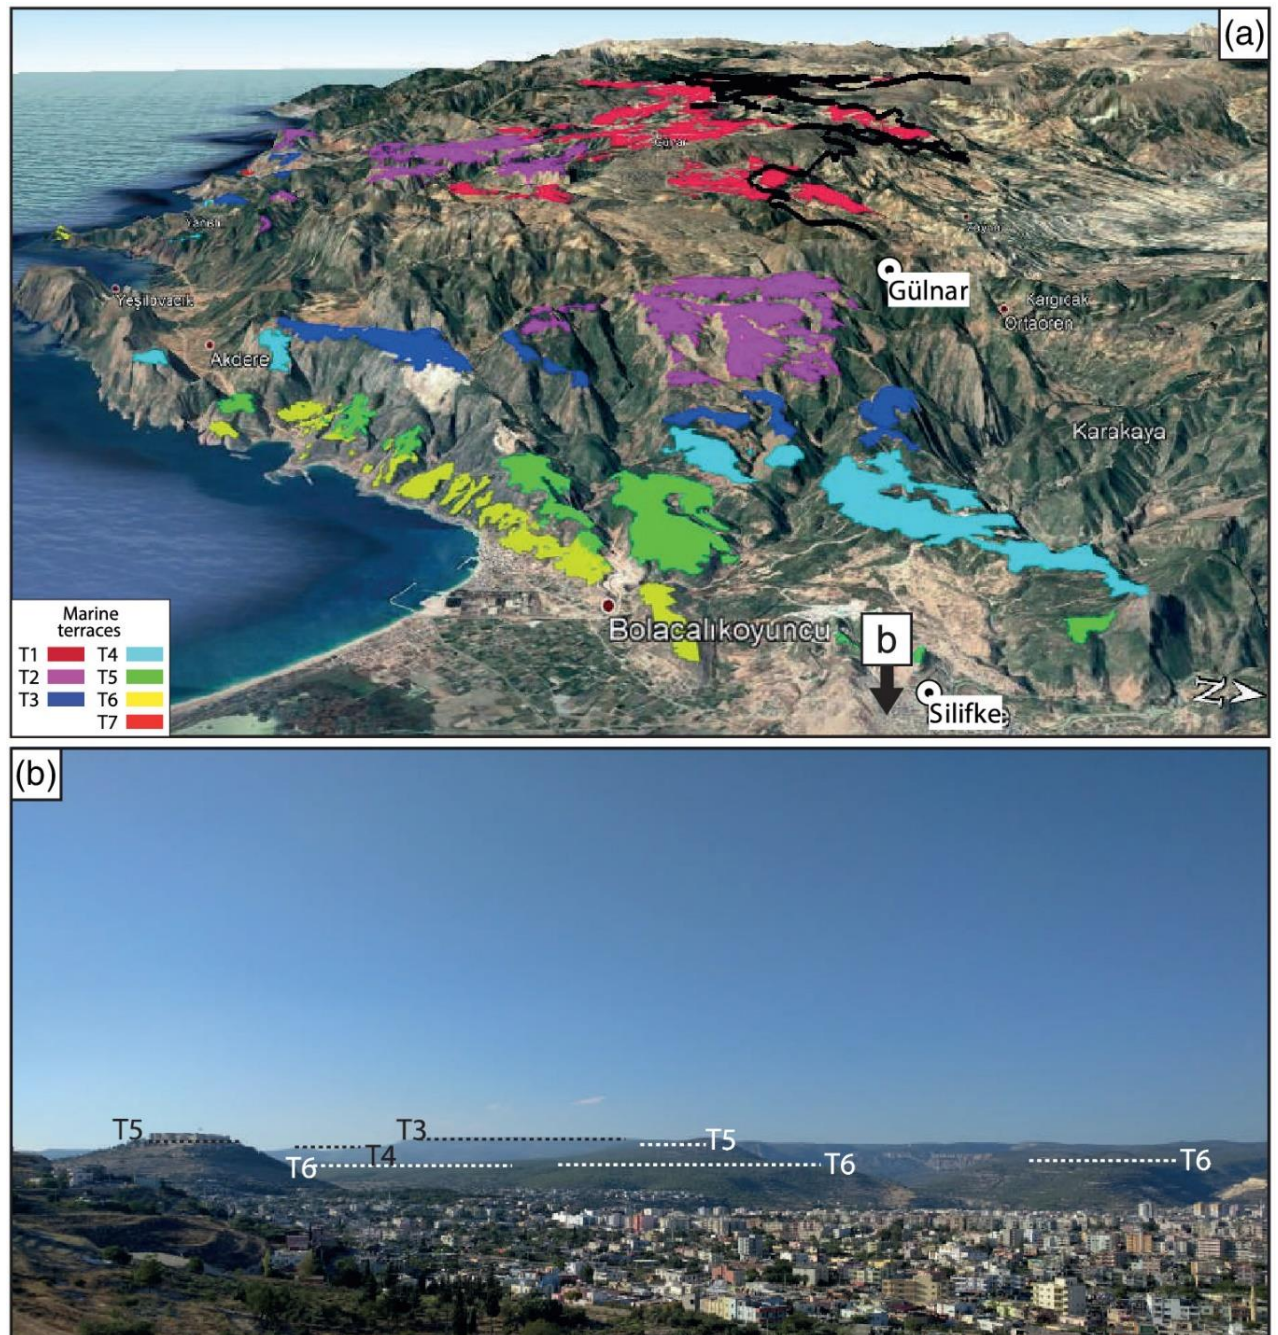 (a)
Gülnar
Yeşilovacık
Gülnar
Kargıcak
Ortaören
Akdere
Karakaya
Marine
terraces
T1 T4
T2 T5
T3 T6
T7
Bolacalıkoyuncu
b
Silifke
N
(b)
T5
T3
T5
T4
T6
T6
T6